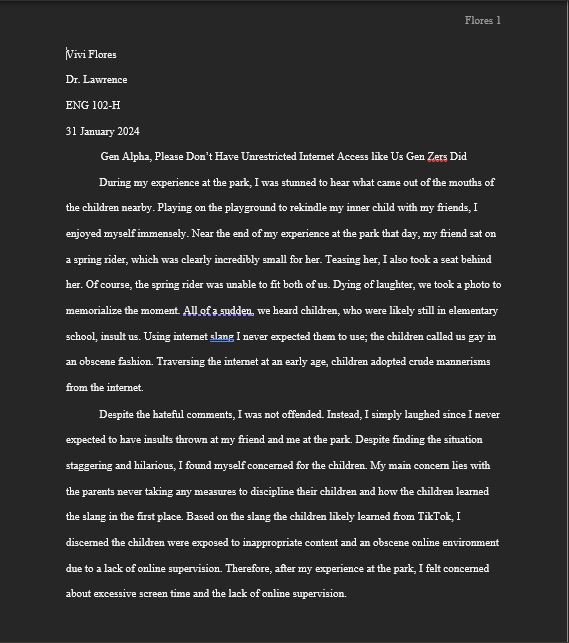 Flores 1
Vivi Flores
Dr. Lawrence
ENG 102-H
31 January 2024
Gen Alpha, Please Don't Have Unrestricted Internet Access like Us Gen Zers Did
During my experience at the park, I was stunned to hear what came out of the mouths of
the children nearby. Playing on the playground to rekindle my inner child with my friends, I
enjoyed myself immensely. Near the end of my experience at the park that day, my friend sat on
a spring rider, which was clearly incredibly small for her. Teasing her, I also took a seat behind
her. Of course, the spring rider was unable to fit both of us. Dying of laughter, we took a photo to
memorialize the moment. All of a sudden, we heard children, who were likely still in elementary
school, insult us. Using internet slang I never expected them to use; the children called us gay in
an obscene fashion. Traversing the internet at an early age, children adopted crude mannerisms
from the internet.
Despite the hateful comments, I was not offended. Instead, I simply laughed since I never
expected to have insults thrown at my friend and me at the park. Despite finding the situation
staggering and hilarious, I found myself concerned for the children. My main concern lies with
the parents never taking any measures to discipline their children and how the children learned
the slang in the first place. Based on the slang the children likely learned from TikTok, I
discerned the children were exposed to inappropriate content and an obscene online environment
due to a lack of online supervision. Therefore, after my experience at the park, I felt concerned
about excessive screen time and the lack of online supervision.